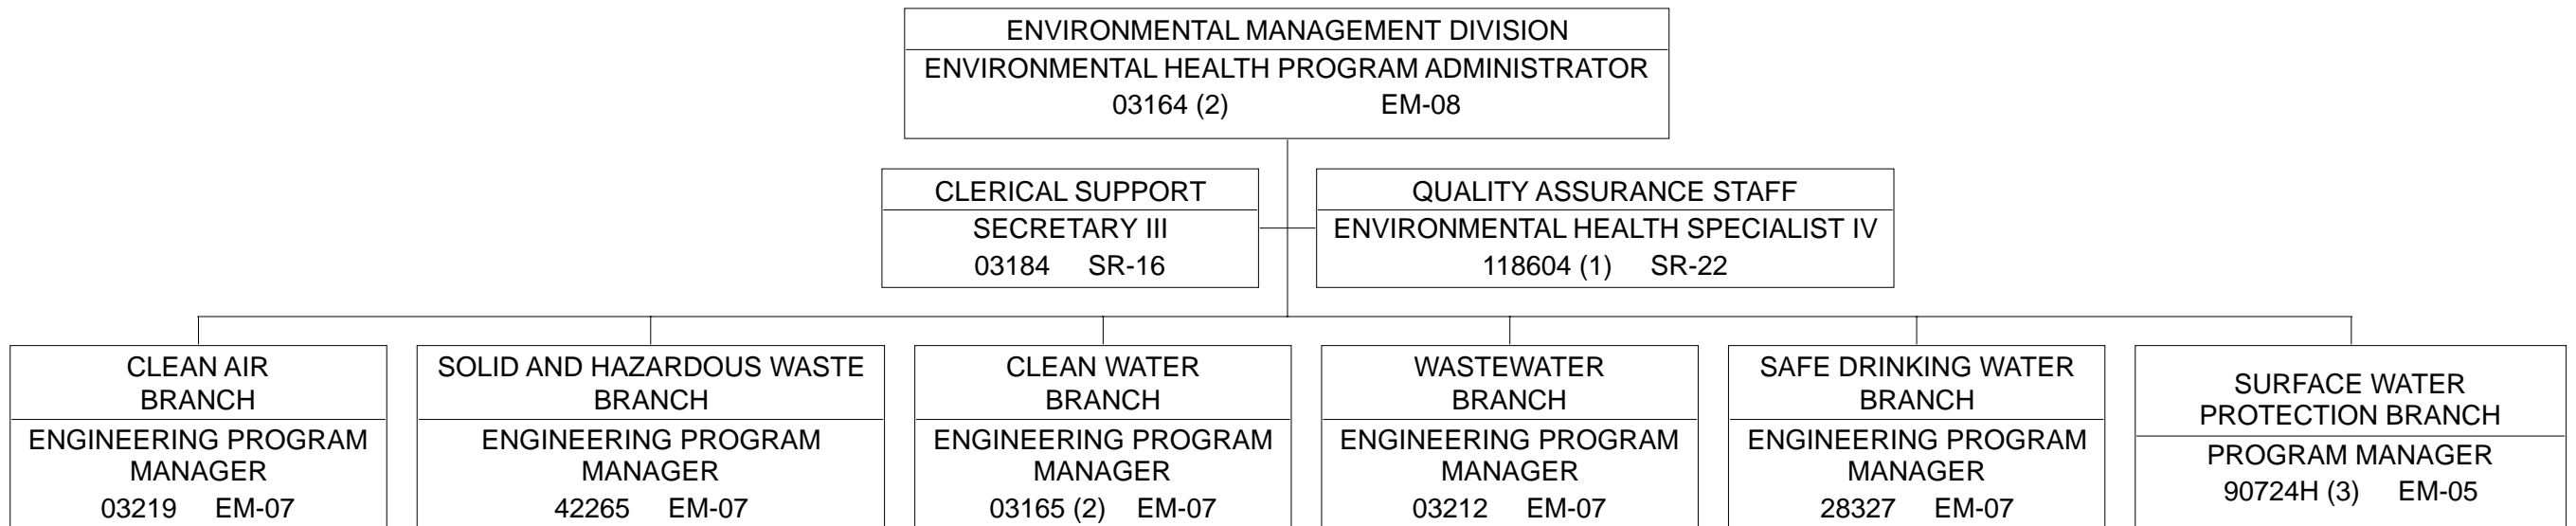 ENVIRONMENTAL MANAGEMENT DIVISION
ENVIRONMENTAL HEALTH PROGRAM ADMINISTRATOR
03164 (2) EM-08
CLERICAL SUPPORT
SECRETARY III
03184 SR-16
QUALITY ASSURANCE STAFF
ENVIRONMENTAL HEALTH SPECIALIST IV
118604 (1) SR-22
CLEAN AIR
BRANCH
ENGINEERING PROGRAM
MANAGER
03219 EM-07
SOLID AND HAZARDOUS WASTE
BRANCH
ENGINEERING PROGRAM
MANAGER
42265 EM-07
CLEAN WATER
BRANCH
ENGINEERING PROGRAM
MANAGER
03165 (2) EM-07
WASTEWATER
BRANCH
ENGINEERING PROGRAM
MANAGER
03212 EM-07
SAFE DRINKING WATER
BRANCH
ENGINEERING PROGRAM
MANAGER
28327 EM-07
SURFACE WATER
PROTECTION BRANCH
PROGRAM MANAGER
90724H (3) EM-05